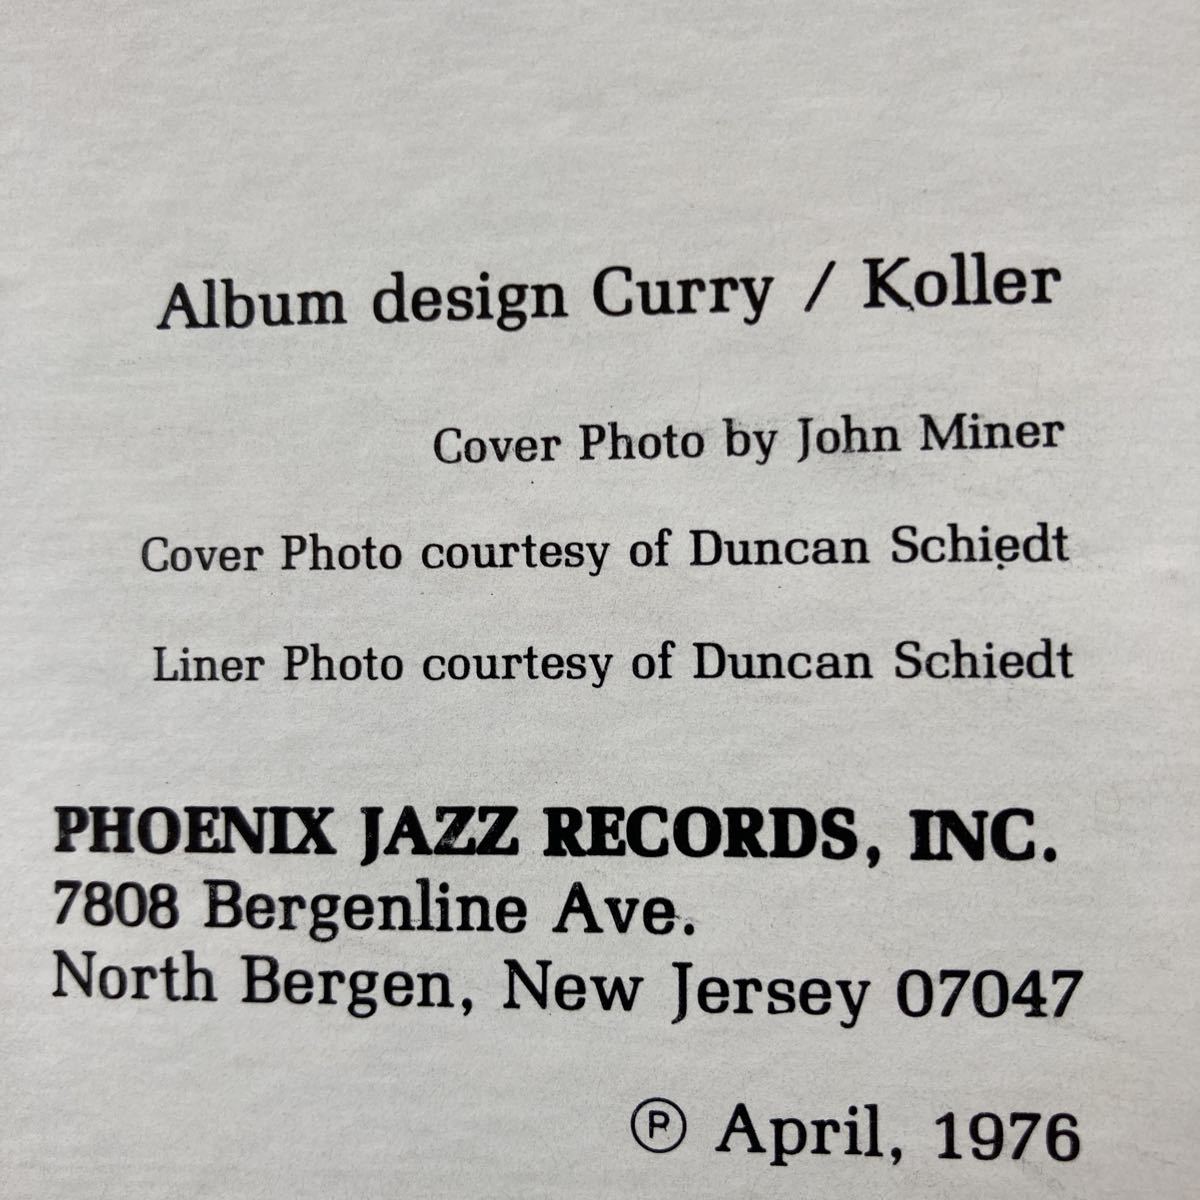 Album design Curry / Koller
Cover Photo by John Miner
Cover Photo courtesy of Duncan Schiedt
Liner Photo courtesy of Duncan Schiedt
PHOENIX JAZZ RECORDS, INC.
7808 Bergenline Ave.
North Bergen, New Jersey 07047
℗ April, 1976